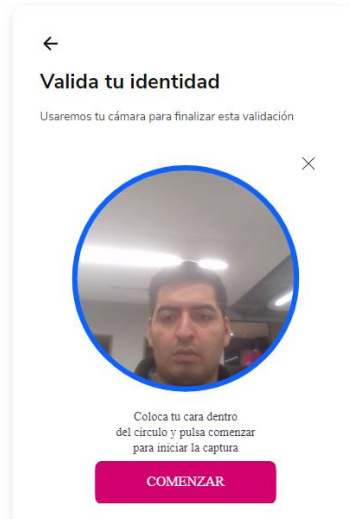 Valida tu identidad
Usaremos tu cámara para finalizar esta validación
Coloca tu cara dentro
del círculo y pulsa comenzar
para iniciar la captura
COMENZAR